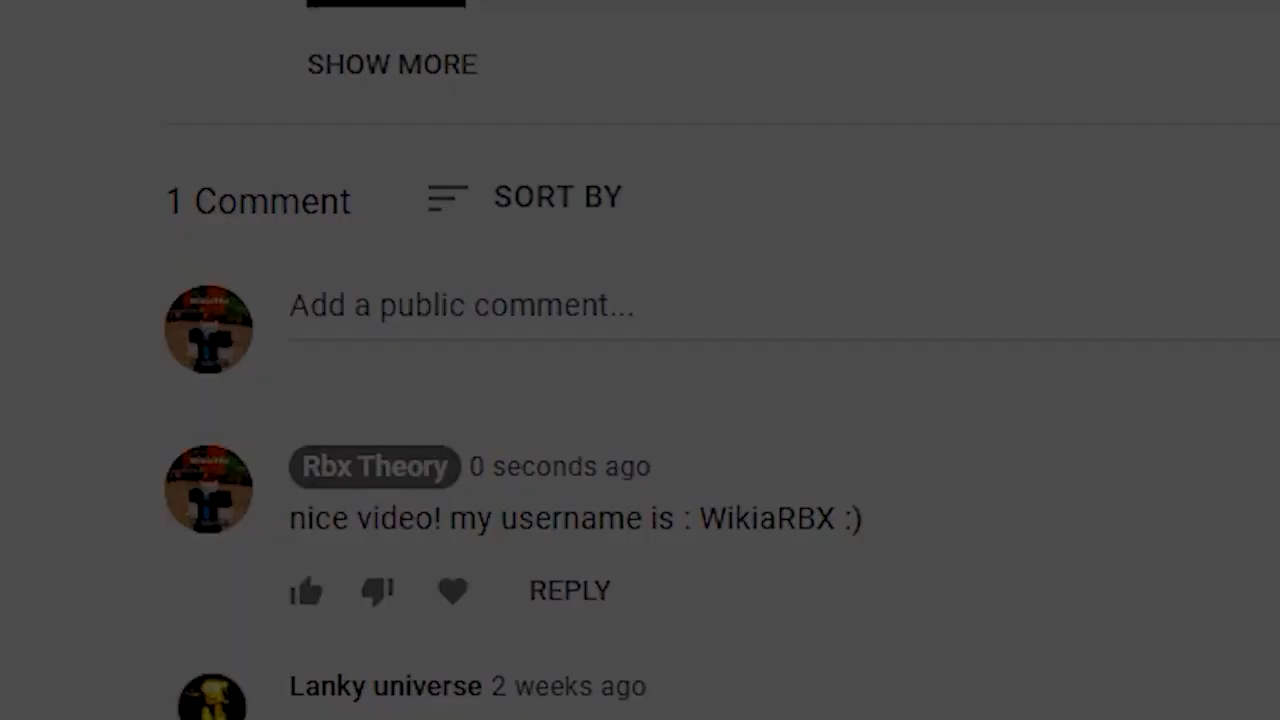 SHOW MORE
1 Comment
SORT BY
Add a public comment...
Rbx Theory 0 seconds ago
nice video! my username is : WikiaRBX :)
REPLY
Lanky universe 2 weeks ago